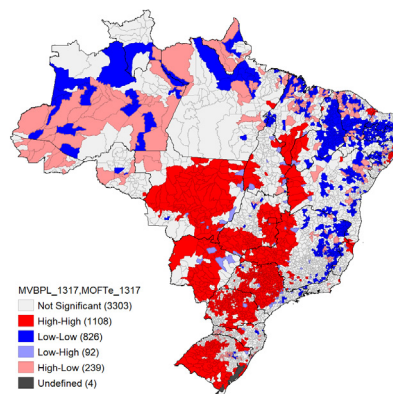 MVBPL_1317,MOFTe_1317
Not Significant (3303)
High-High (1108)
Low-Low (826)
Low-High (92)
High-Low (239)
Undefined (4)